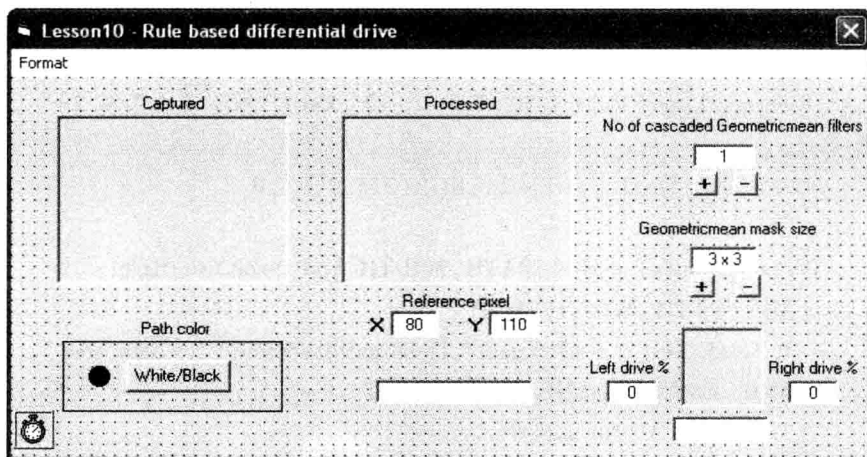 Lesson10 - Rule based differential drive
Format
Captured
Processed
No of cascaded Geometricmean filters
1
+ -
Geometricmean mask size
3 x 3
+ -
Reference pixel
X 80 Y 110
Path color
White/Black
Left drive % Right drive %
0 0